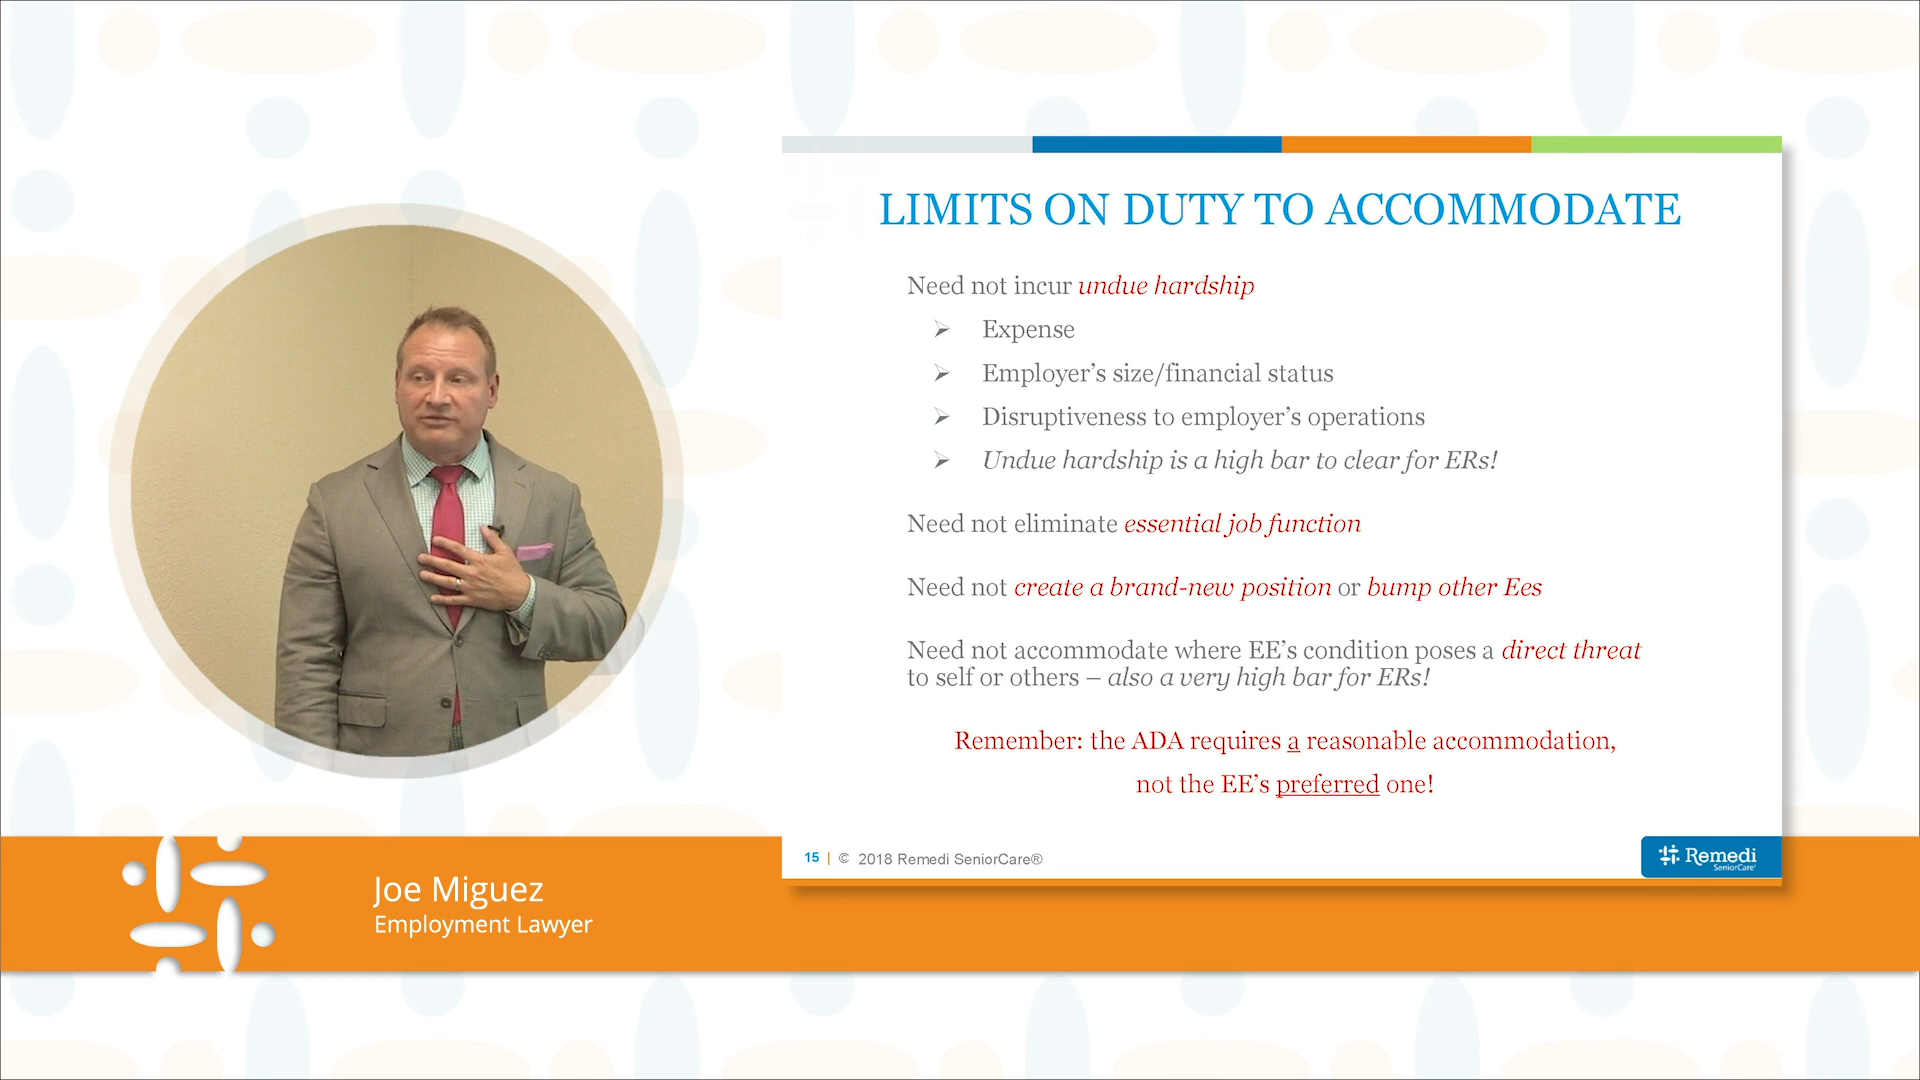 LIMITS ON DUTY TO ACCOMMODATE
Need not incur undue hardship
Expense
Employer's size/financial status
Disruptiveness to employer's operations
Undue hardship is a high bar to clear for ERs!
Need not eliminate essential job function
Need not create a brand-new position or bump other Ees
Need not accommodate where EE's condition poses a direct threat
to self or others – also a very high bar for ERs!
Remember: the ADA requires a reasonable accommodation,
not the EE's preferred one!
15 | © 2018 Remedi SeniorCare®
Remedi
SeniorCare®
Joe Miguez
Employment Lawyer